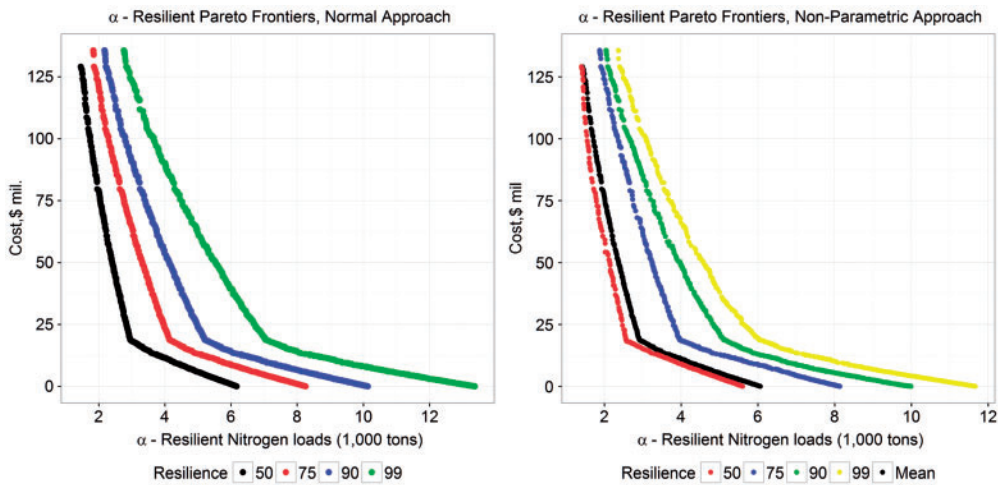 α - Resilient Pareto Frontiers, Normal Approach
125
100
75
50
25
0
Cost,$ mil.
2 4 6 8 10 12
α - Resilient Nitrogen loads (1,000 tons)
Resilience 50 75 90 99
α - Resilient Pareto Frontiers, Non-Parametric Approach
125
100
75
50
25
0
Cost,$ mil
2 4 6 8 10 12
α - Resilient Nitrogen loads (1,000 tons)
Resilience 50 75 90 99 Mean